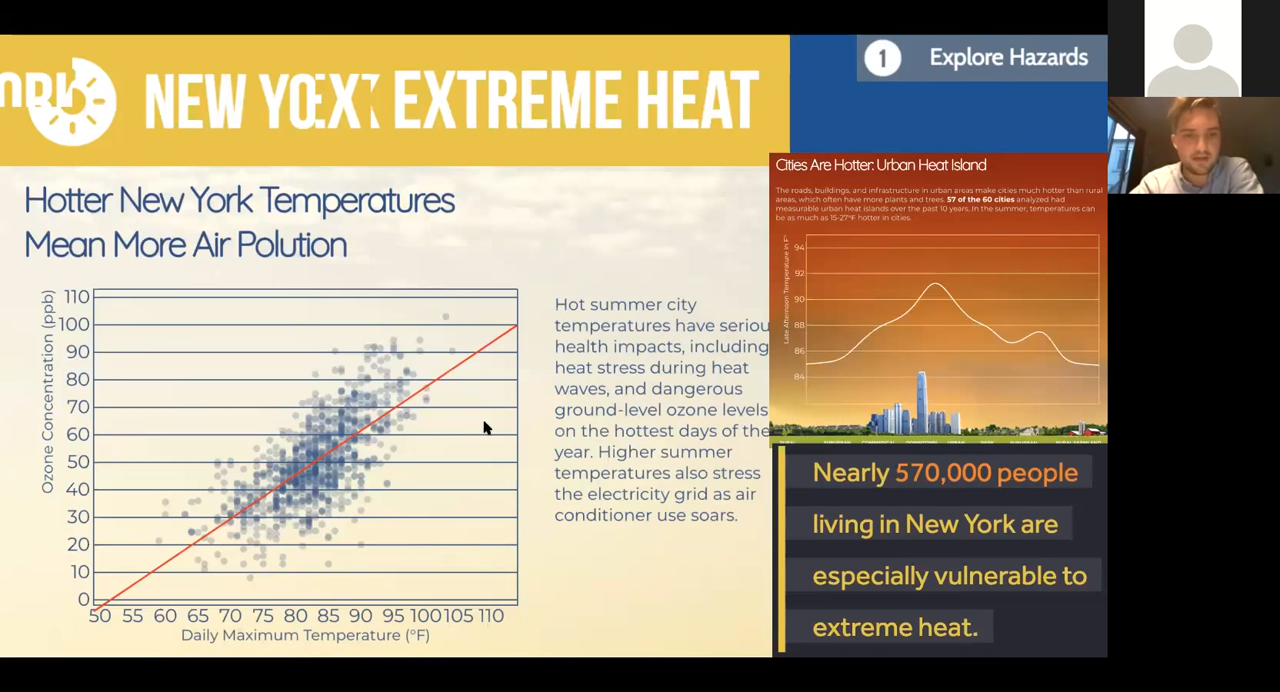 NEW YO EXT EXTREME HEAT
1 Explore Hazards
Hotter New York Temperatures
Mean More Air Polution
Ozone Concentration (ppb)
110
100
90
80
70
60
50
40
30
20
10
0
50 55 60 65 70 75 80 85 90 95 100 105 110
Daily Maximum Temperature (°F)
Hot summer city
temperatures have seriou
health impacts, including
heat stress during heat
waves, and dangerous
ground-level ozone levels
on the hottest days of the
year. Higher summer
temperatures also stress
the electricity grid as air
conditioner use soars.
Cities Are Hotter: Urban Heat Island
The roads, buildings, and infrastructure in urban areas make cities much hotter than rural
areas, which often have more plants and trees. 57 of the 60 cities analyzed had
measurable urban heat islands over the past 10 years. In the summer, temperatures can
be as much as 15-27°F hotter in cities.
Late Afternoon Temperature in F°
94
92
90
88
86
84
Nearly 570,000 people
living in New York are
especially vulnerable to
extreme heat.